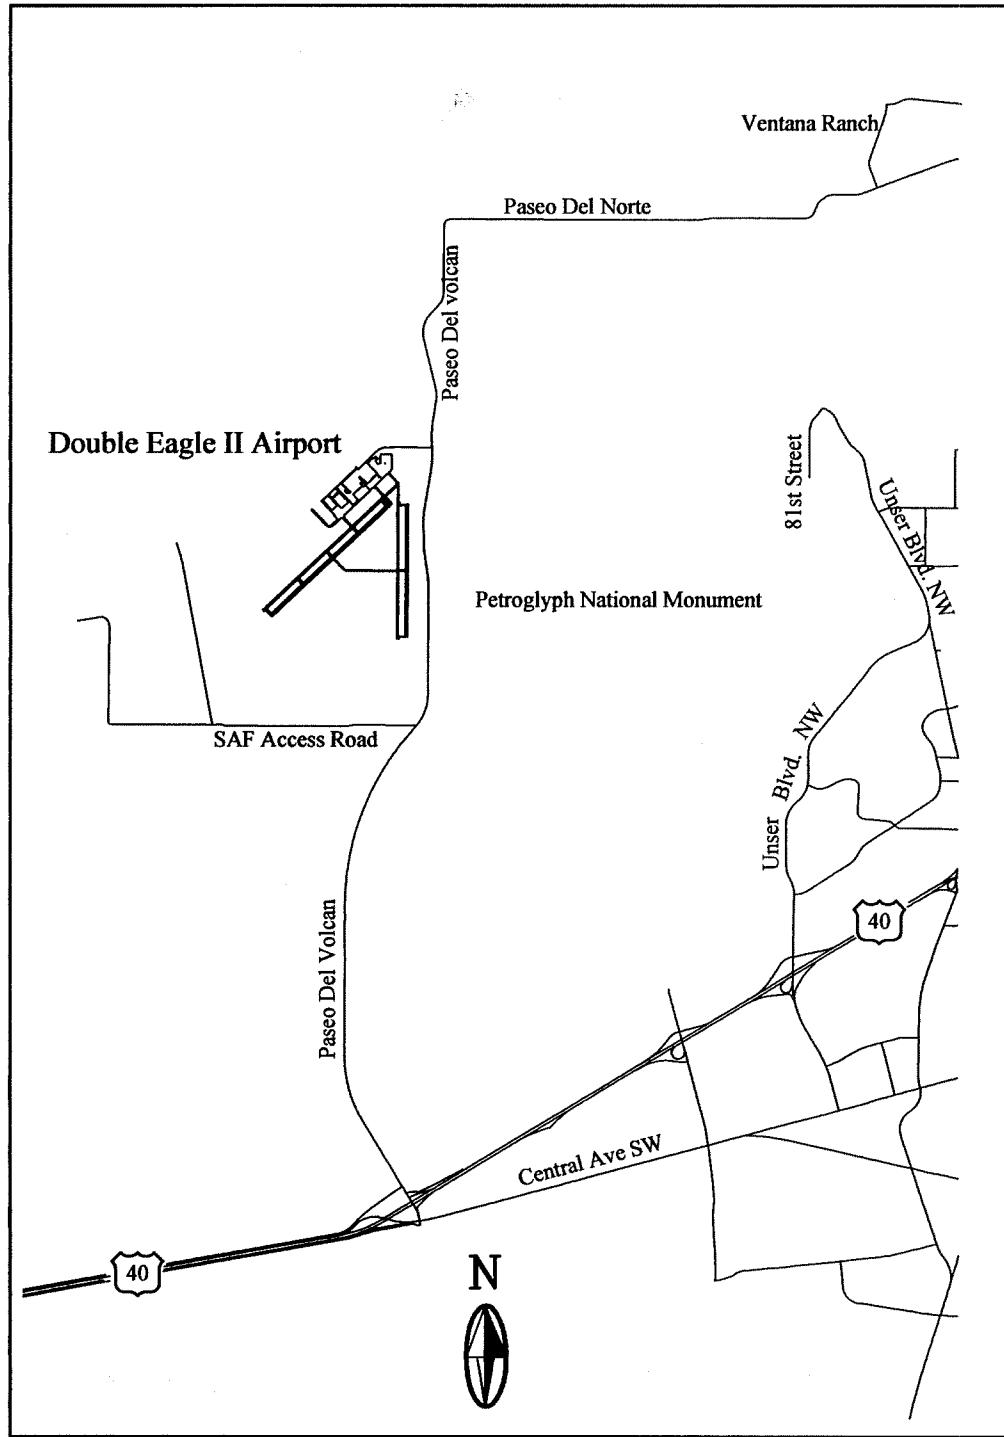 Ventana Ranch
Paseo Del Norte
Paseo Del volcan
Double Eagle II Airport
81st Street
Unser Blvd. NW
Petroglyph National Monument
SAF Access Road
Unser Blvd. NW
40
Paseo Del Volcan
Central Ave SW
40
N